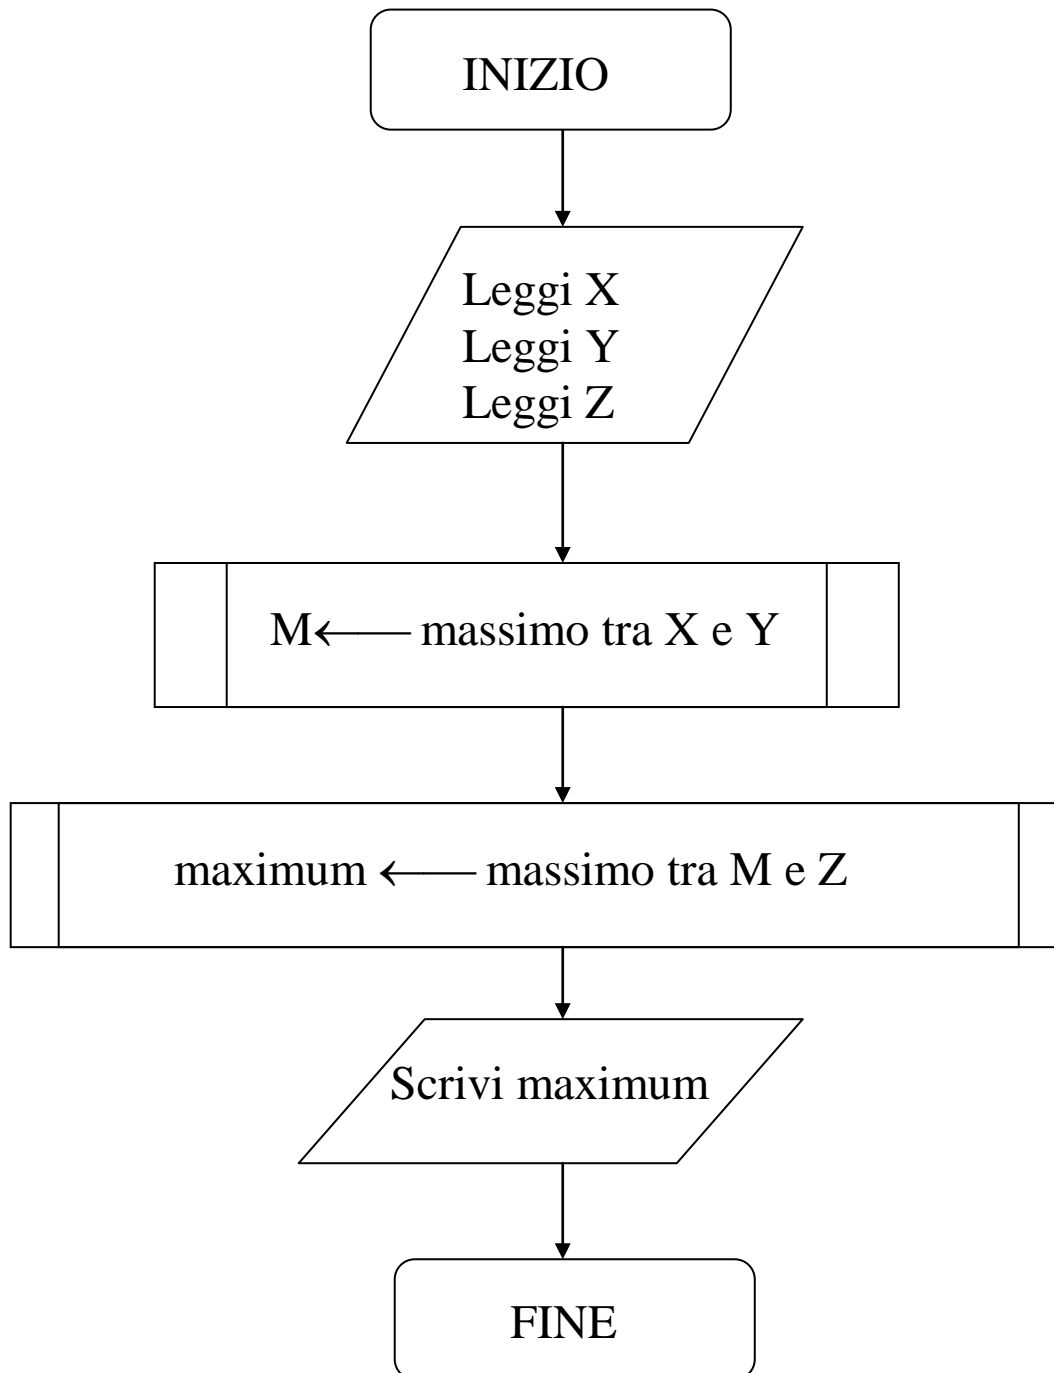 INIZIO
Leggi X
Leggi Y
Leggi Z
M← massimo tra X e Y
maximum ← massimo tra M e Z
Scrivi maximum
FINE